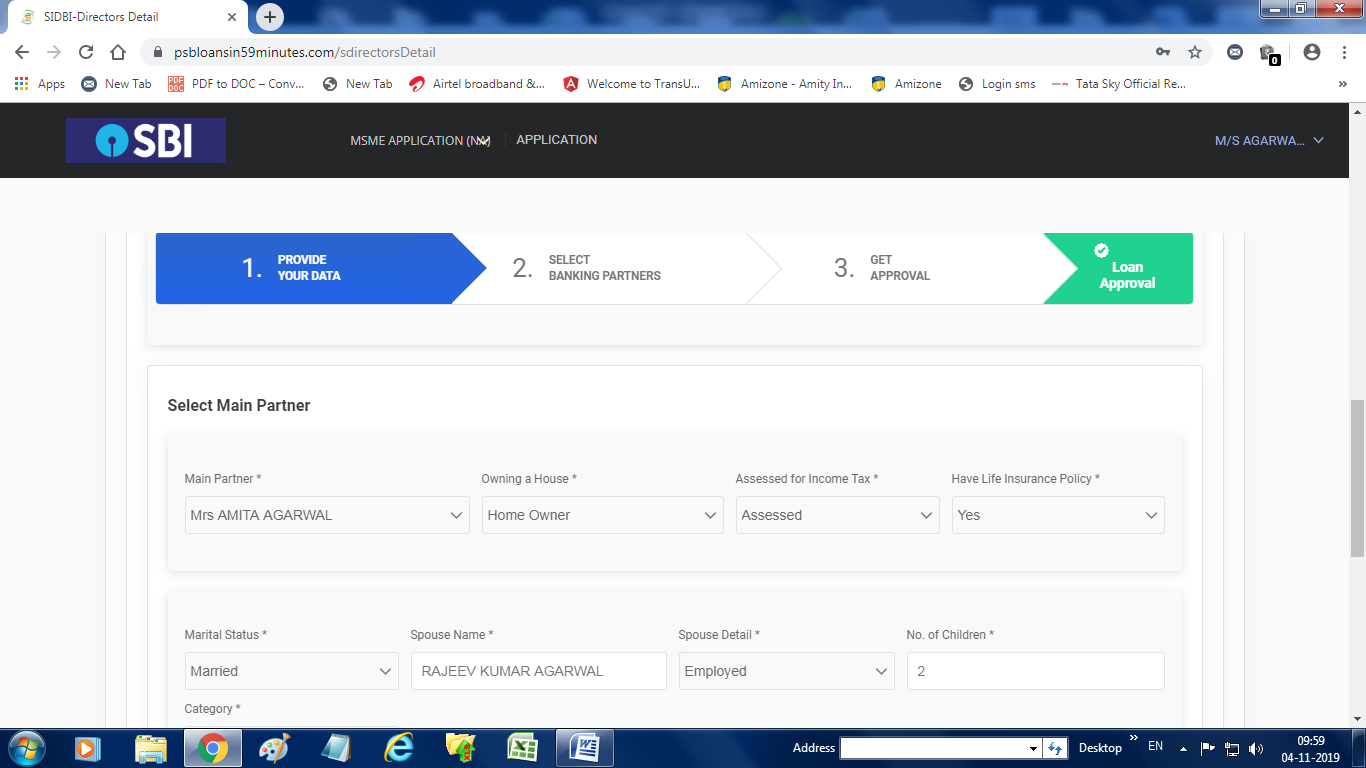 SIDBI-Directors Detail
psbloansin59minutes.com/sdirectorsDetail
0
Apps New Tab PDF to DOC – Conv... New Tab Airtel broadband &... Welcome to TransU... Amizone - Amity In... Amizone Login sms Tata Sky Official Re... »
SBI MSME APPLICATION (N APPLICATION M/S AGARWA...
1. PROVIDE
YOUR DATA
2. SELECT
BANKING PARTNERS
3. GET
APPROVAL
Loan
Approval
Select Main Partner
Main Partner * Owning a House * Assessed for Income Tax * Have Life Insurance Policy *
Mrs AMITA AGARWAL Home Owner Assessed Yes
Marital Status * Spouse Name * Spouse Detail * No. of Children *
Married RAJEEV KUMAR AGARWAL Employed 2
Category *
Address Desktop » EN 09:59
04-11-2019